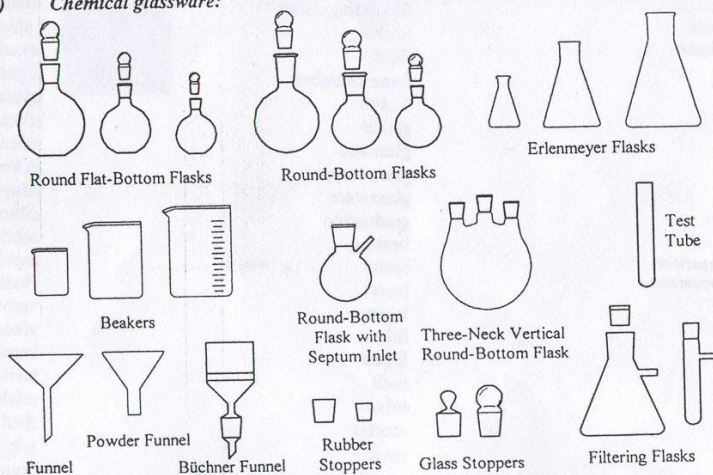 ) Chemical glassware:
Round Flat-Bottom Flasks
Round-Bottom Flasks
Erlenmeyer Flasks
Test
Tube
Beakers
Round-Bottom
Flask with
Septum Inlet
Three-Neck Vertical
Round-Bottom Flask
Funnel
Powder Funnel
Büchner Funnel
Rubber
Stoppers
Glass Stoppers
Filtering Flasks